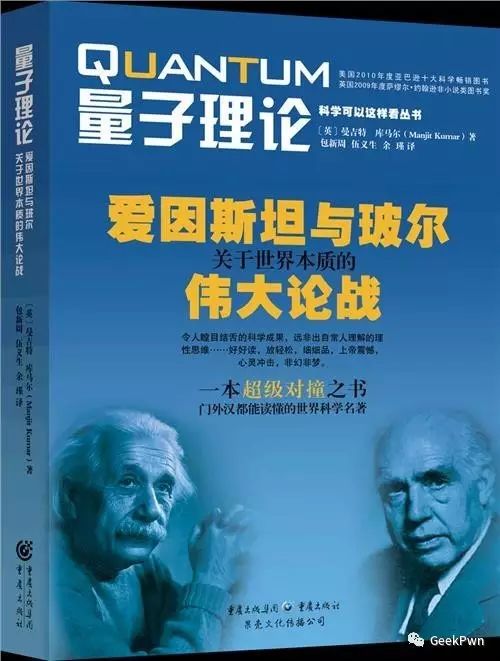 QUANTUM
量子理论
美国2010年度亚马逊十大科学畅销图书
英国2009年度萨缪尔·约翰逊非小说类图书奖
科学可以这样看丛书
[英]曼吉特 库马尔(Manjit Kumar)著
包新周 伍义生 余瑾 译
爱因斯坦与玻尔
关于世界本质的
伟大论战
令人瞠目结舌的科学成果，远非出自常人理解的理
性思维……好好读，放轻松，细细品，上帝震撼，
心灵冲击，非幻非梦。
一本超级对撞之书
门外汉都能读懂的世界科学名著
重庆出版集团 重庆出版社
果壳文化传播公司
量子理论
爱因斯坦与玻尔
关于世界本质的伟大论战
[英]曼吉特 库马尔(Manjit Kumar)著
包新周 伍义生 余瑾 译
重庆出版社
GeekPwn